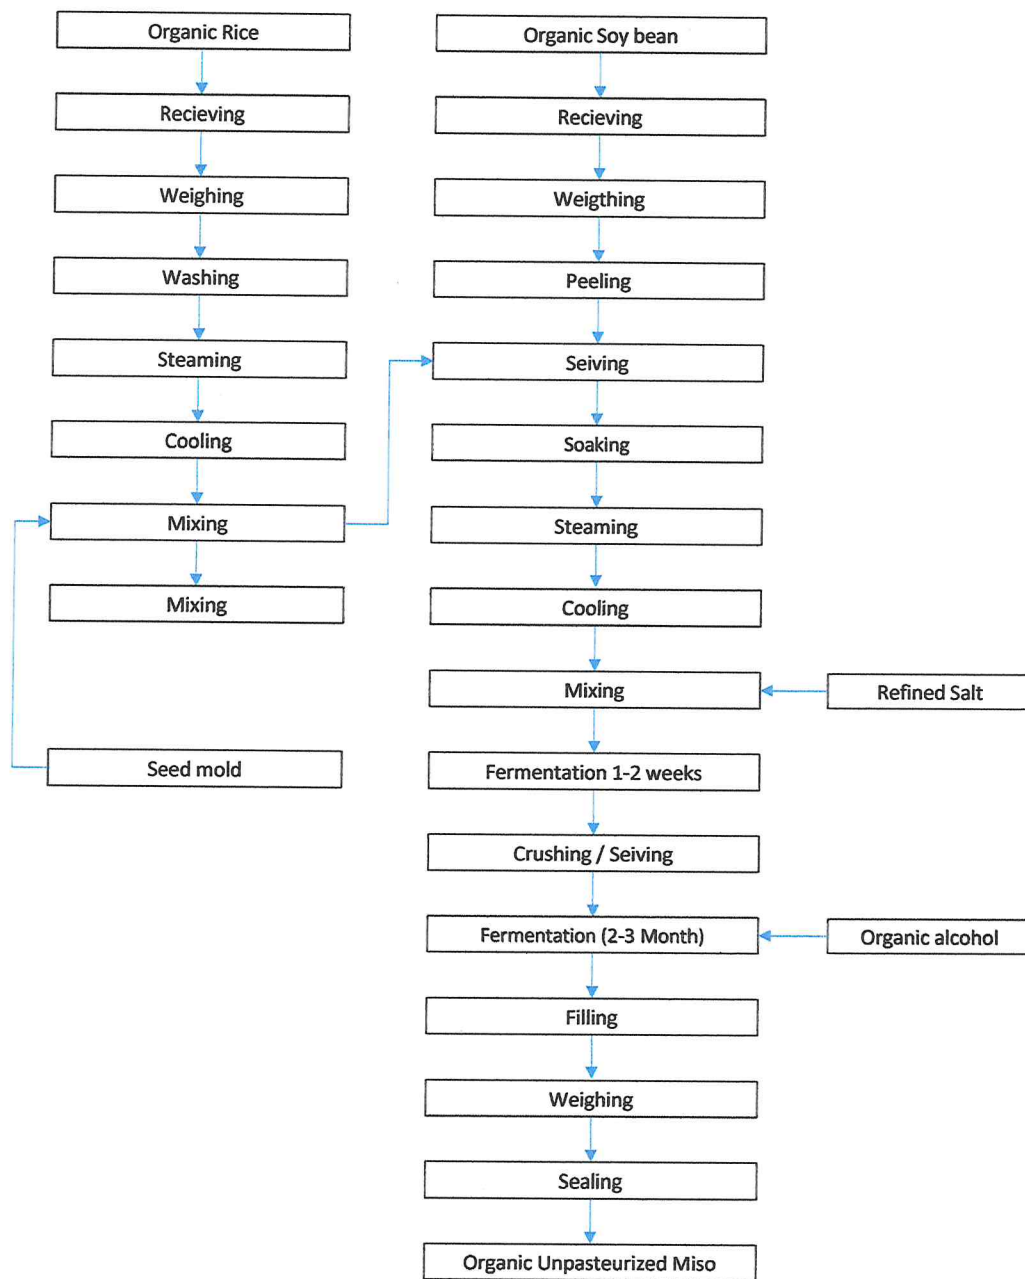 Organic Rice
Recieving
Weighing
Washing
Steaming
Cooling
Mixing
Mixing
Seed mold
Organic Soy bean
Recieving
Weigthing
Peeling
Seiving
Soaking
Steaming
Cooling
Mixing
Refined Salt
Fermentation 1-2 weeks
Crushing / Seiving
Fermentation (2-3 Month)
Organic alcohol
Filling
Weighing
Sealing
Organic Unpasteurized Miso